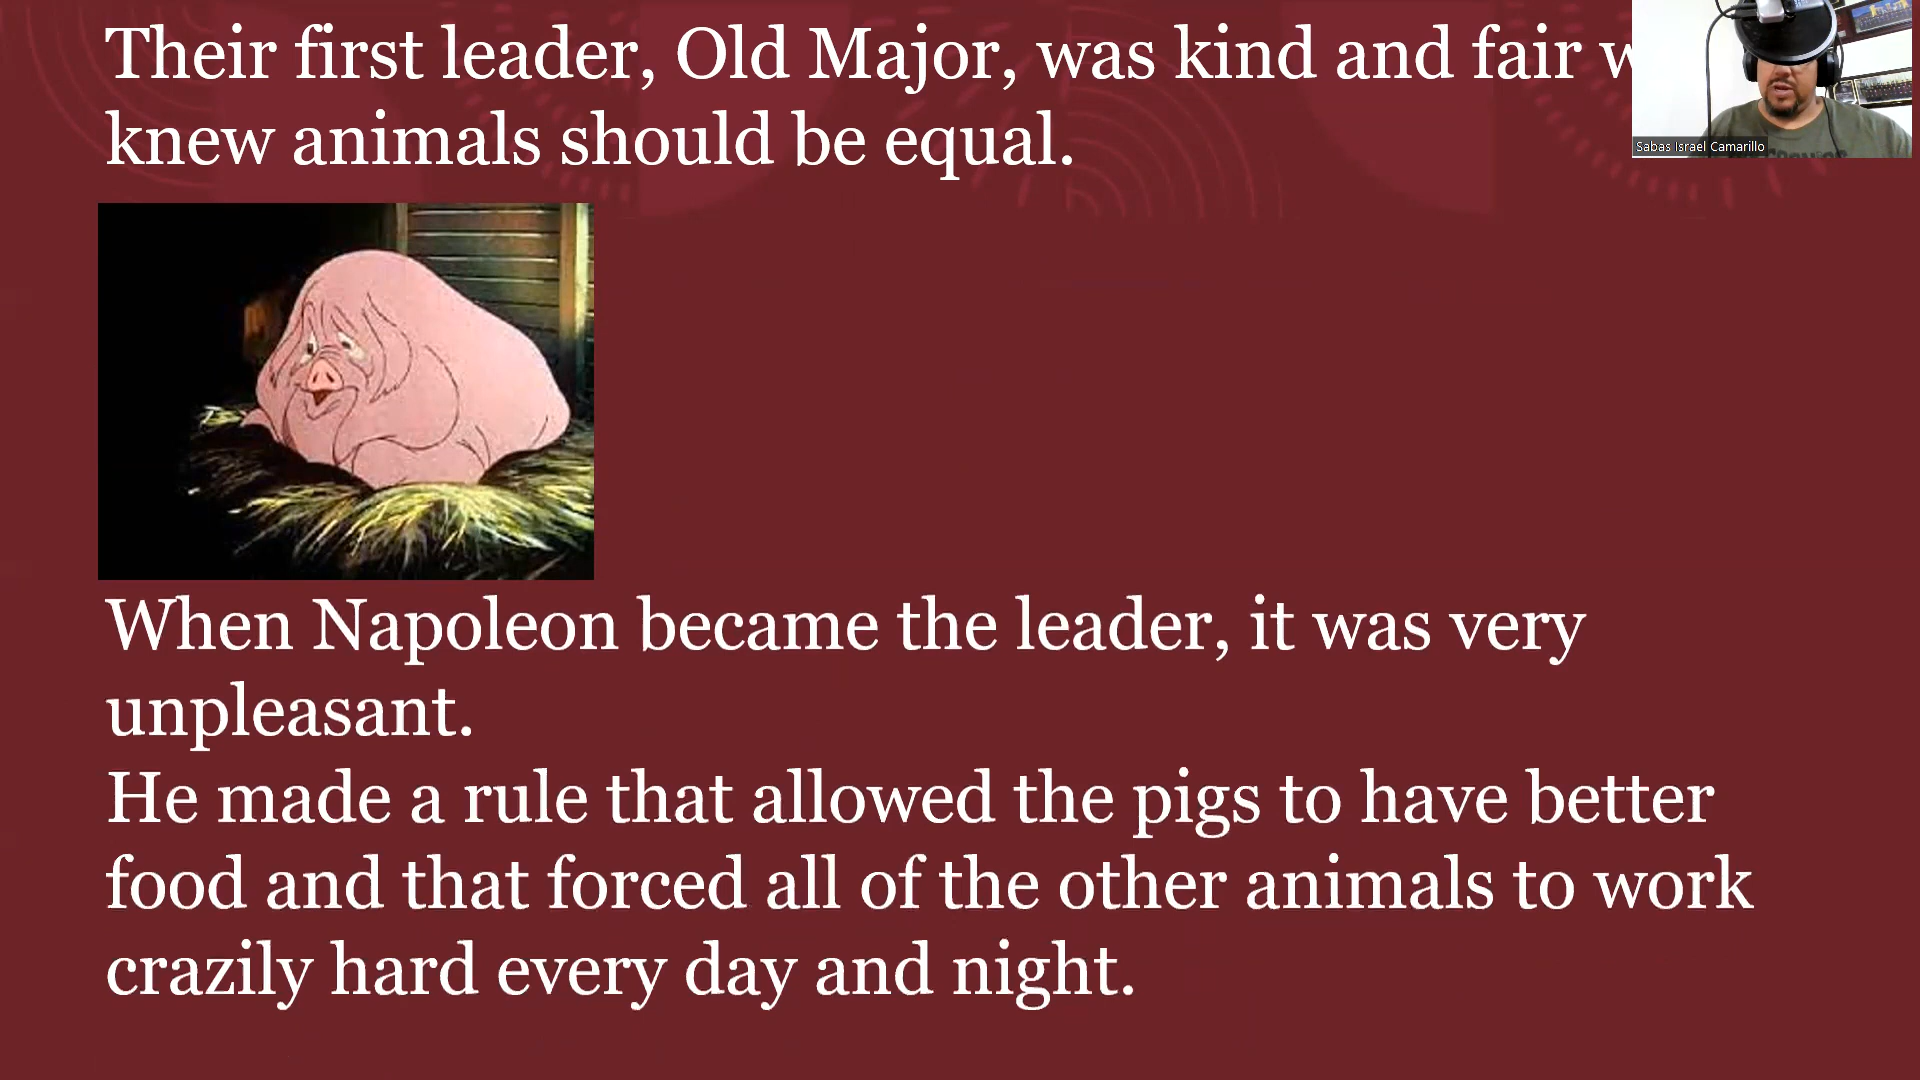 Their first leader, Old Major, was kind and fair
knew animals should be equal.
Sabas Israel Camarillo
When Napoleon became the leader, it was very
unpleasant.
He made a rule that allowed the pigs to have better
food and that forced all of the other animals to work
crazily hard every day and night.